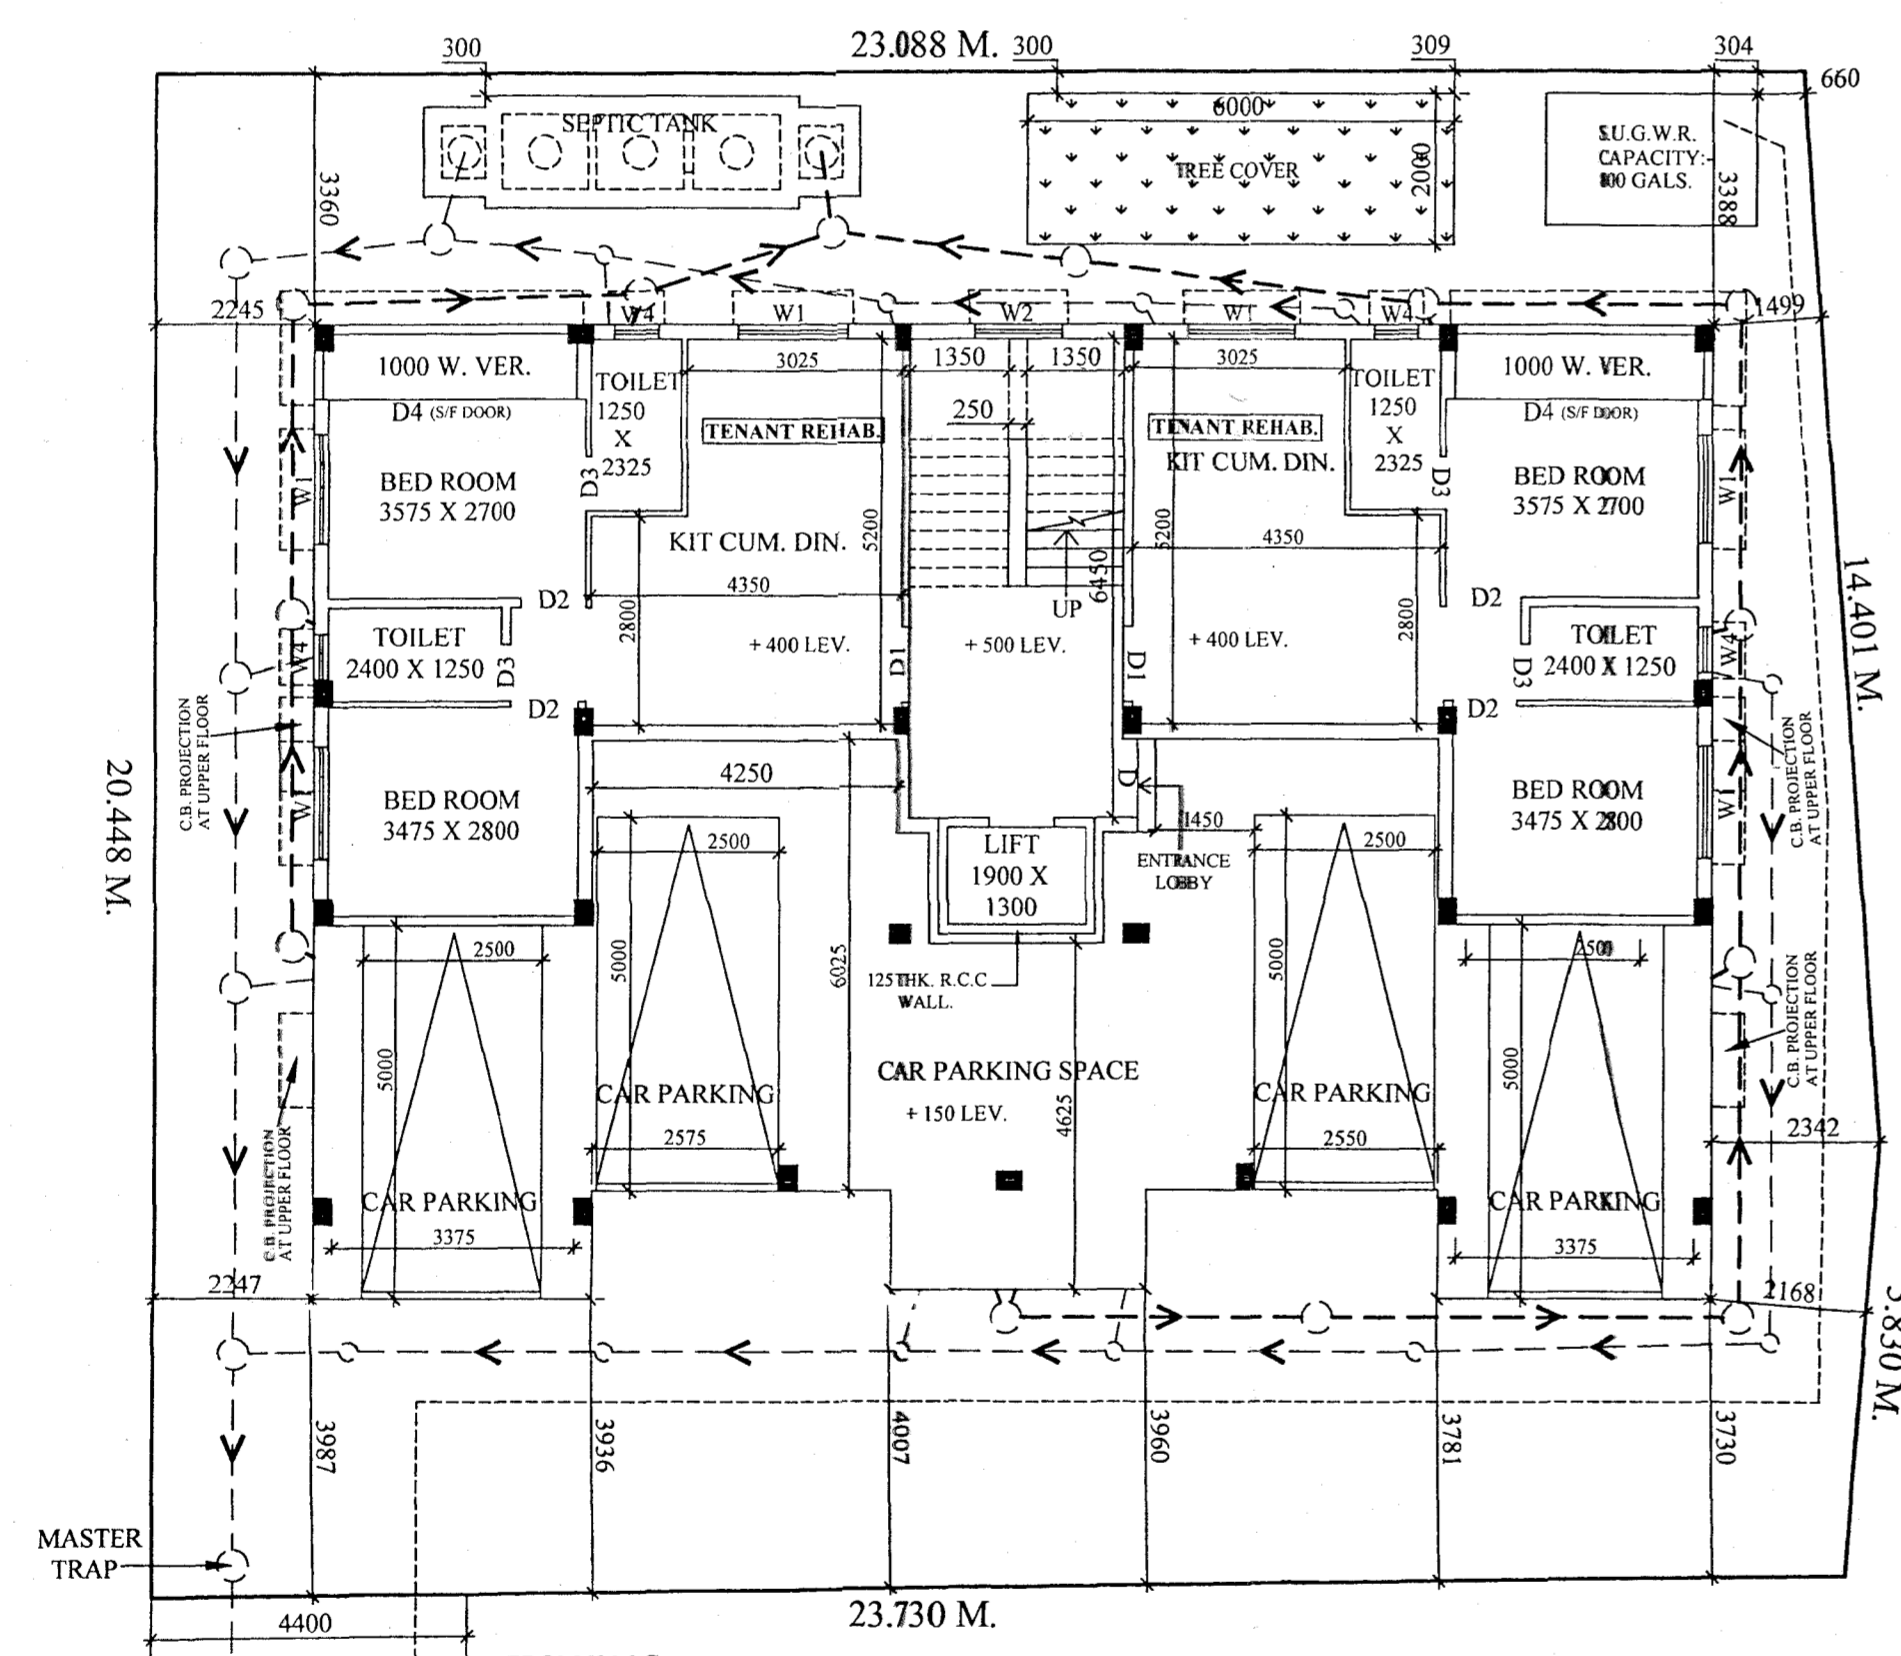 23.088 M.
300
300
309
304
660
SEPTIC TANK
6000
TREE COVER
2000
S.U.G.W.R.
CAPACITY:-
GALS.
3360
3388
2245
1499
W4
W1
W2
W1
W4
1000 W. VER.
D4 (S/F DOOR)
TOILET
1250
X
2325
3025
1350
1350
3025
TOILET
1250
X
2325
1000 W. VER.
D4 (S/F DOOR)
250
TENANT REHAB.
TENANT REHAB.
KIT CUM. DIN.
BED ROOM
3575 X 2700
W1
D3
KIT CUM. DIN.
5200
5200
4350
4350
D3
BED ROOM
3575 X 2700
W1
14.401 M.
UP
6450
D2
D2
2800
2800
TOILET
2400 X 1250
W4
D3
+ 400 LEV.
D1
+ 500 LEV.
D1
+ 400 LEV.
D3
TOILET
2400 X 1250
W4
D2
D2
C.B. PROJECTION
AT UPPER FLOOR
C.B. PROJECTION
AT UPPER FLOOR
20.448 M.
BED ROOM
3475 X 2800
W1
4250
D
1450
ENTRANCE
LOBBY
BED ROOM
3475 X 2800
W1
LIFT
1900 X
1300
2500
2500
2500
2500
5000
5000
5000
5000
6025
125 THK. R.C.C
WALL.
CAR PARKING SPACE
+ 150 LEV.
4625
CAR PARKING
2575
CAR PARKING
2550
C.B. PROJECTION
AT UPPER FLOOR
C.B. PROJECTION
AT UPPER FLOOR
2342
CAR PARKING
3375
CAR PARKING
3375
2247
2168
.830 M.
3987
3936
4007
3960
3781
3730
MASTER
TRAP
4400
23.730 M.